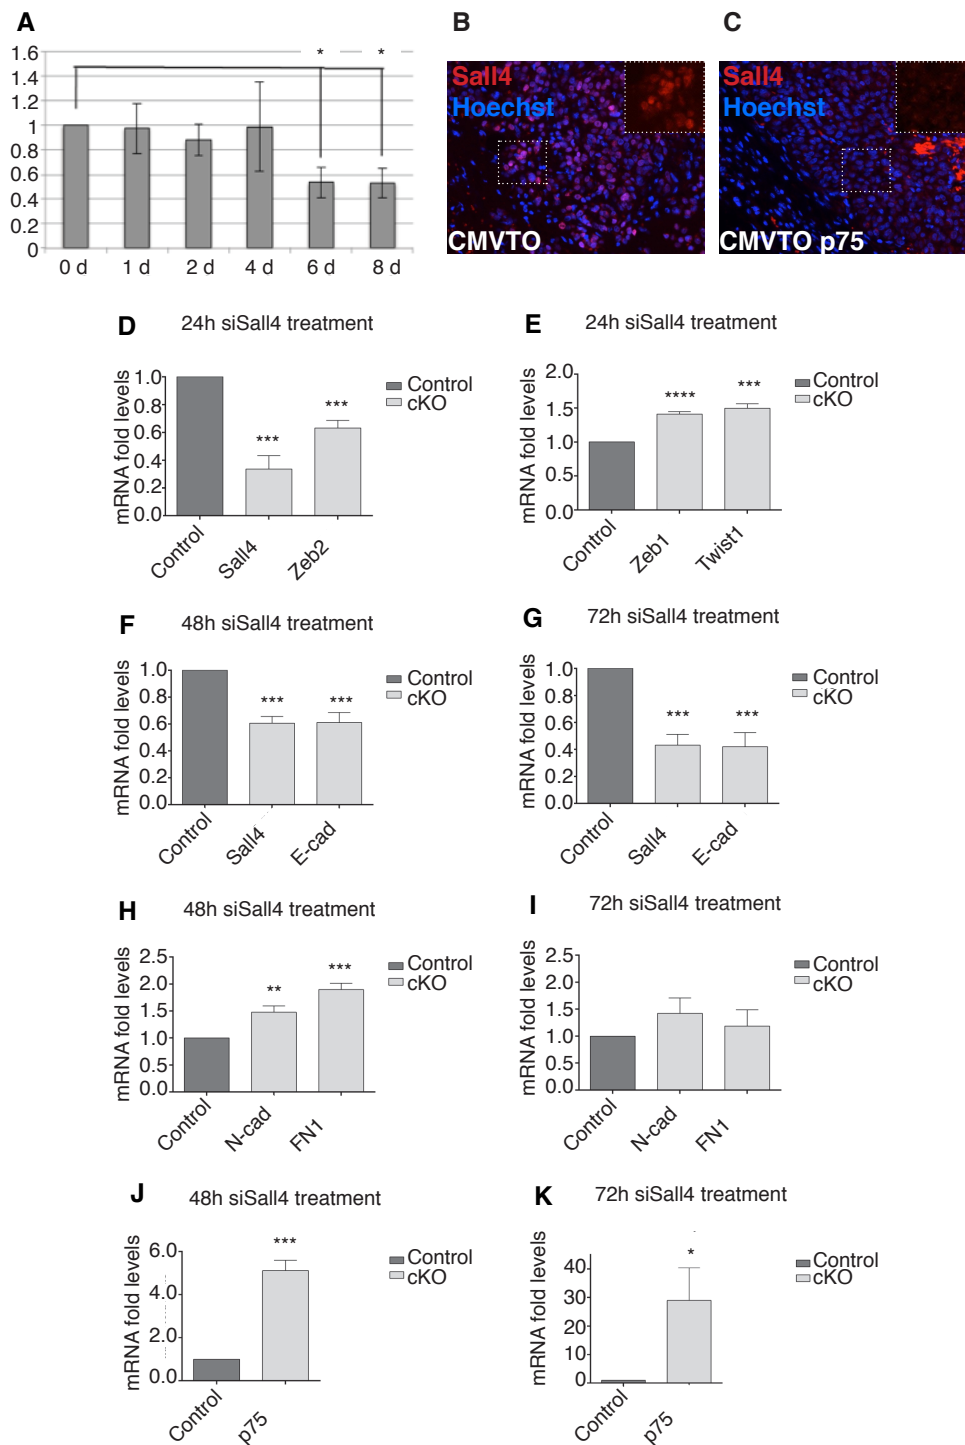 A
1.6
1.4
1.2
1
0.8
0.6
0.4
0.2
0
* *
0 d 1 d 2 d 4 d 6 d 8 d
B
Sall4
Hoechst
CMVTO
C
Sall4
Hoechst
CMVTO p75
D 24h siSall4 treatment
mRNA fold levels
1.0
0.8
0.6
0.4
0.2
0.0
***
***
Control
cKO
Control Sall4 Zeb2
E 24h siSall4 treatment
mRNA fold levels
2.0
1.5
1.0
0.5
0.0
**** ***
Control
cKO
Control Zeb1 Twist1
F 48h siSall4 treatment
mRNA fold levels
1.0
0.8
0.6
0.4
0.2
0.0
*** ***
Control
cKO
Control Sall4 E-cad
G 72h siSall4 treatment
mRNA fold levels
1.0
0.8
0.6
0.4
0.2
0.0
*** ***
Control
cKO
Control Sall4 E-cad
H 48h siSall4 treatment
mRNA fold levels
2.5
2.0
1.5
1.0
0.5
0.0
** ***
Control
cKO
Control N-cad FN1
I 72h siSall4 treatment
mRNA fold levels
2.5
2.0
1.5
1.0
0.5
0.0
Control
cKO
Control N-cad FN1
J 48h siSall4 treatment
mRNA fold levels
6.0
4.0
2.0
0.0
***
Control
cKO
Control p75
K 72h siSall4 treatment
mRNA fold levels
40
30
20
10
0
*
Control
cKO
Control p75